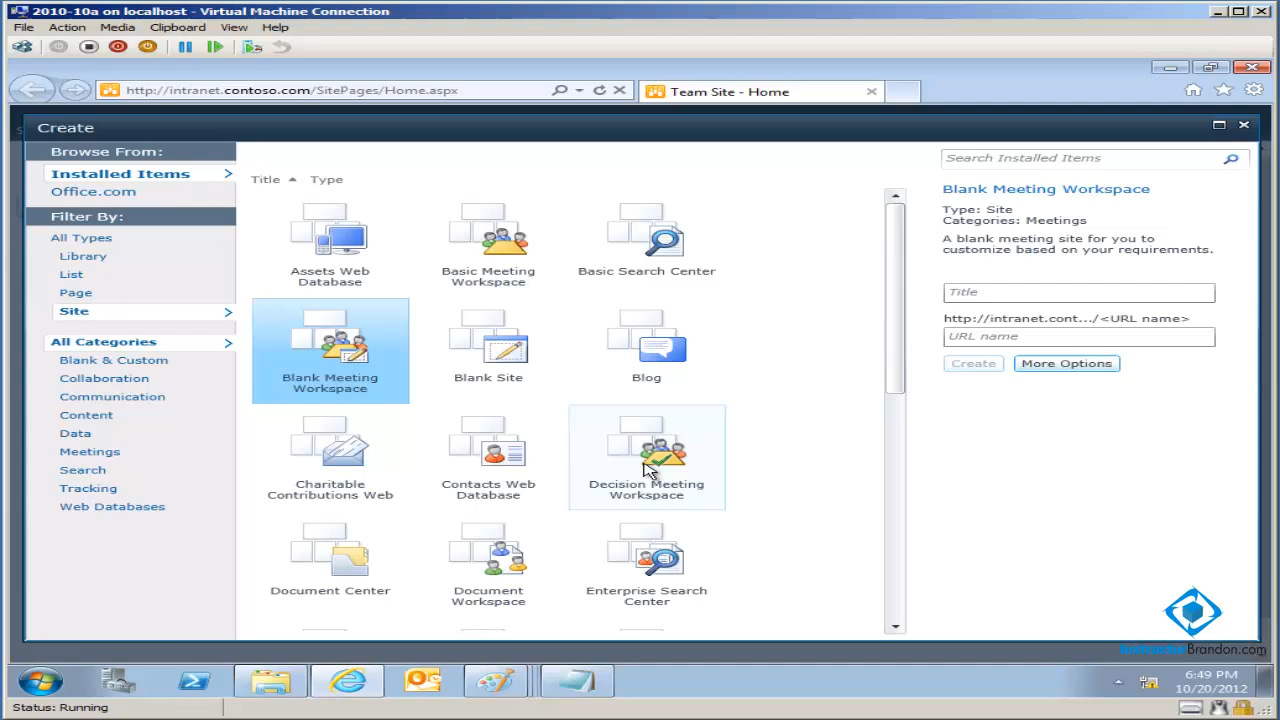 2010-10a on localhost - Virtual Machine Connection
File Action Media Clipboard View Help
http://intranet.contoso.com/SitePages/Home.aspx
Team Site - Home
Create
Browse From:
Installed Items
Office.com
Filter By:
All Types
Library
List
Page
Site
All Categories
Blank & Custom
Collaboration
Communication
Content
Data
Meetings
Search
Tracking
Web Databases
Title Type
Assets Web
Database
Basic Meeting
Workspace
Basic Search Center
Blank Meeting
Workspace
Blank Site
Blog
Charitable
Contributions Web
Contacts Web
Database
Decision Meeting
Workspace
Document Center
Document
Workspace
Enterprise Search
Center
Search Installed Items
Blank Meeting Workspace
Type: Site
Categories: Meetings
A blank meeting site for you to
customize based on your requirements.
Title
http://intranet.cont.../<URL name>
URL name
Create More Options
Brandon.com
6:49 PM
10/20/2012
Status: Running